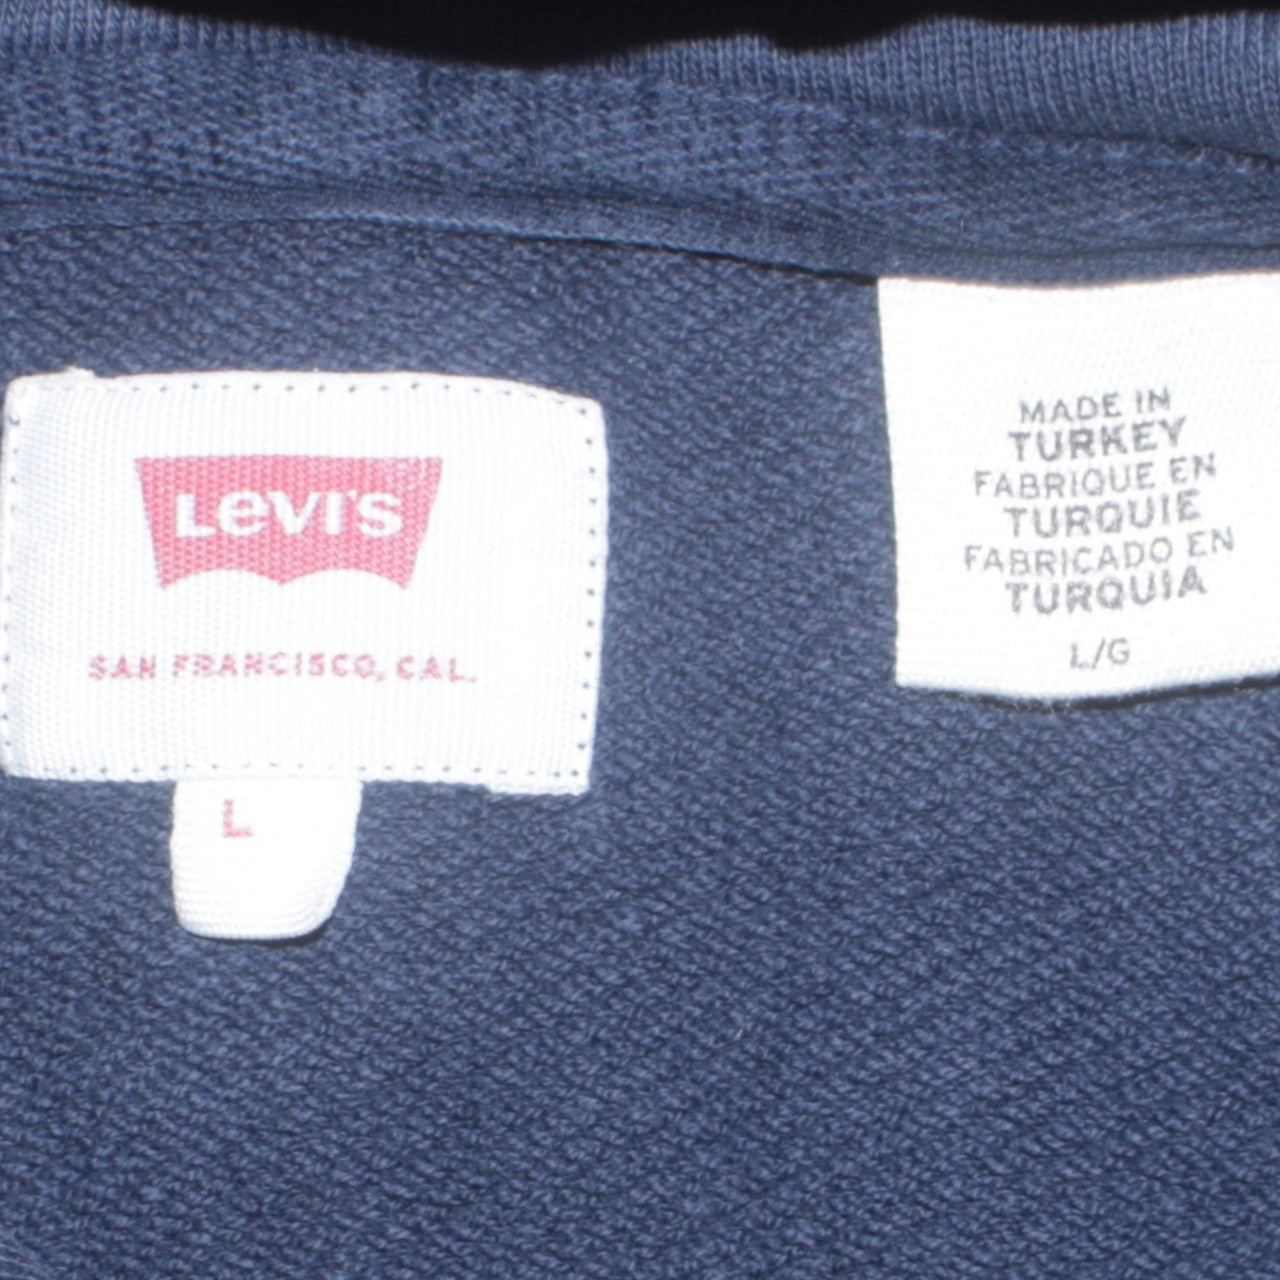 LEVI'S
SAN FRANCISCO, CAL.
L
MADE IN
TURKEY
FABRIQUE EN
TURQUIE
FABRICADO EN
TURQUIA
L/G